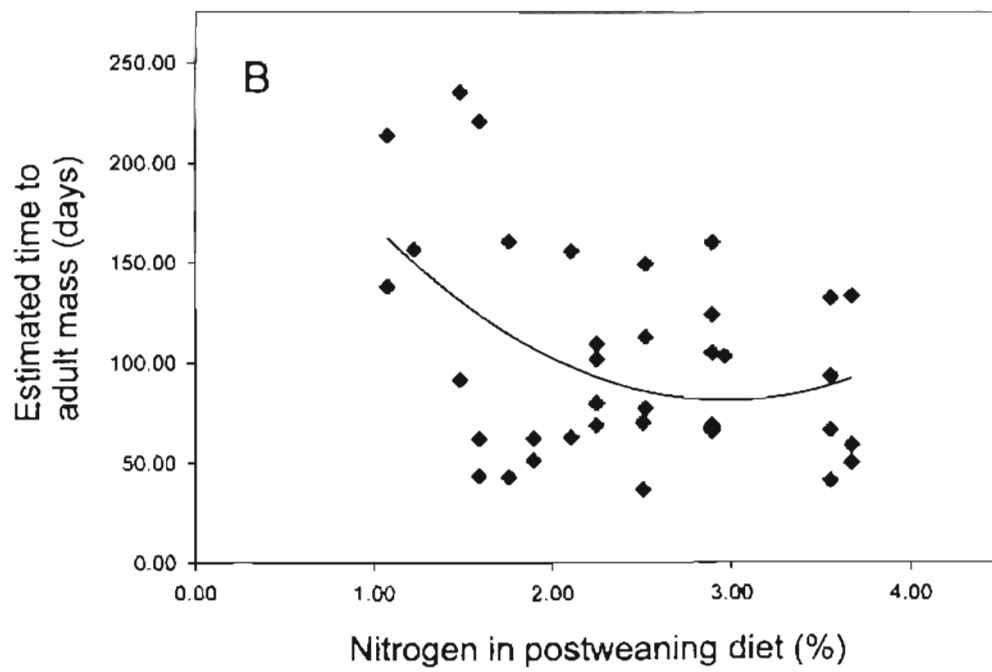 B
Estimated time to
adult mass (days)
250.00
200.00
150.00
100.00
50.00
0.00
0.00 1.00 2.00 3.00 4.00
Nitrogen in postweaning diet (%)